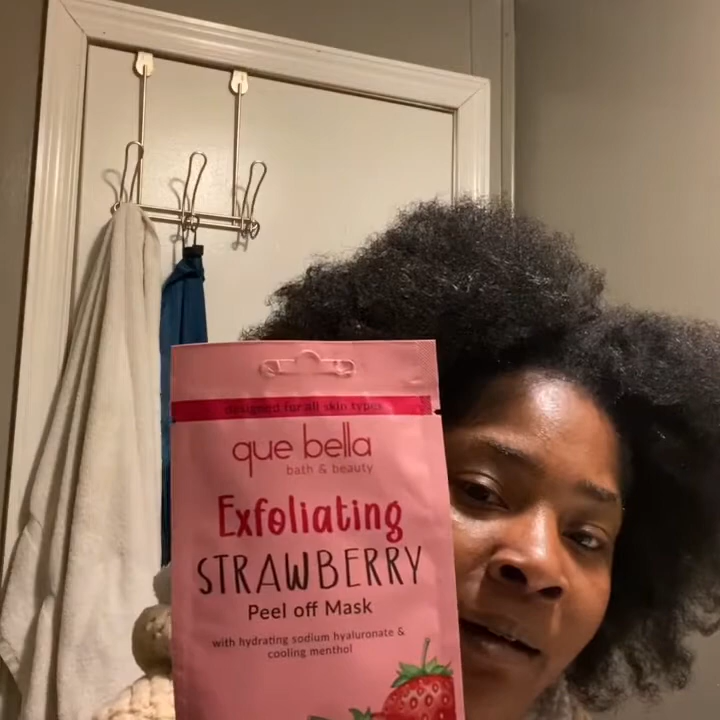 designed for all skin types
que bella
bath & beauty
Exfoliating
STRAWBERRY
Peel off Mask
with hydrating sodium hyaluronate &
cooling menthol